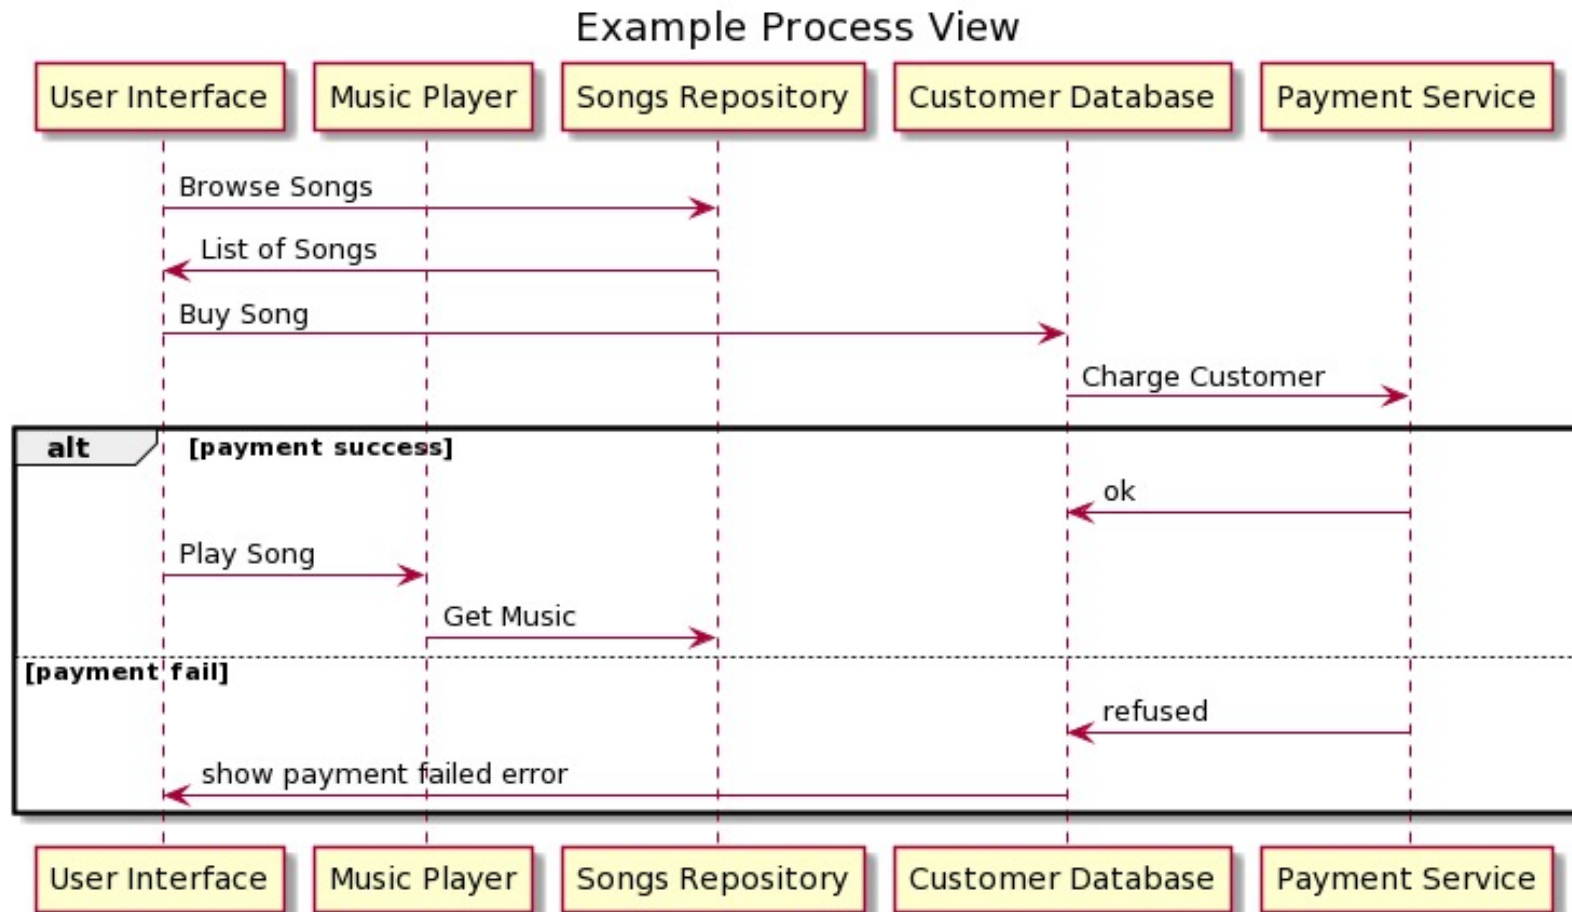 Example Process View
User Interface
Music Player
Songs Repository
Customer Database
Payment Service
Browse Songs
List of Songs
Buy Song
Charge Customer
alt
[payment success]
ok
Play Song
Get Music
[payment fail]
refused
show payment failed error
User Interface
Music Player
Songs Repository
Customer Database
Payment Service